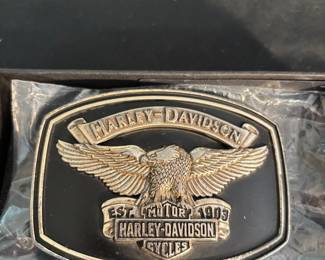 HARLEY-DAVIDSON
EST. MOTOR 1903
HARLEY-DAVIDSON
CYCLES